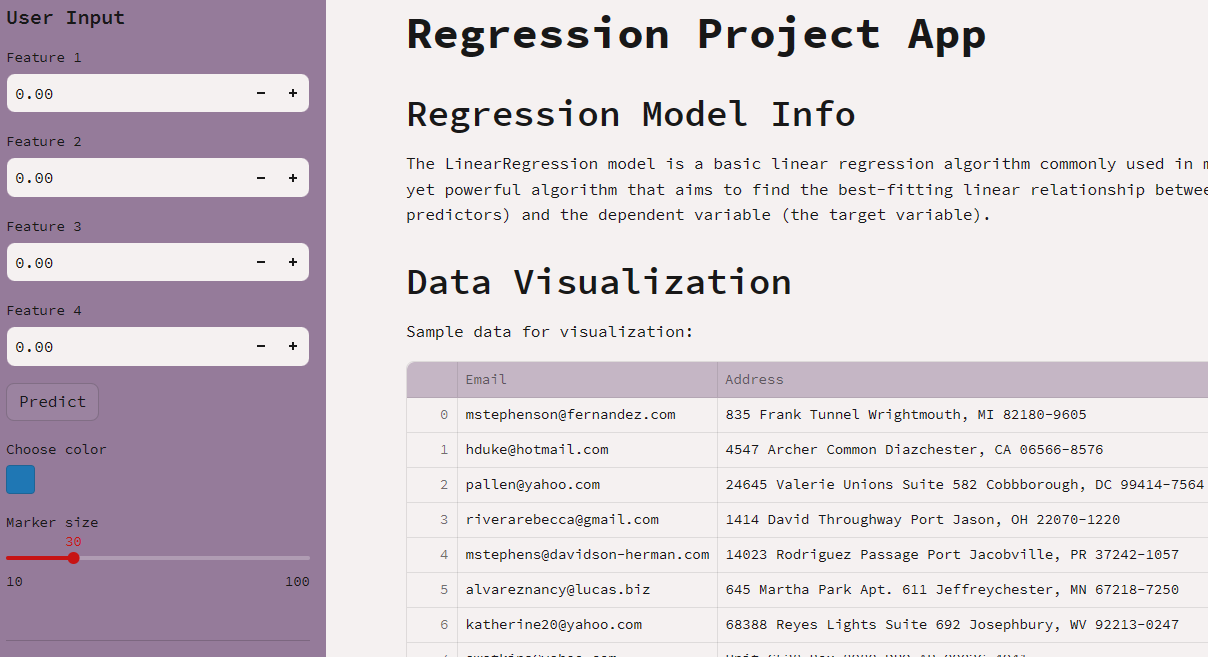 User Input
Feature 1
0.00 − +
Feature 2
0.00 − +
Feature 3
0.00 − +
Feature 4
0.00 − +
Predict
Choose color
Marker size
30
10 100
Regression Project App
Regression Model Info
The LinearRegression model is a basic linear regression algorithm commonly used in
yet powerful algorithm that aims to find the best-fitting linear relationship
predictors) and the dependent variable (the target variable).
Data Visualization
Sample data for visualization:
Email Address
0 mstephenson@fernandez.com 835 Frank Tunnel Wrightmouth, MI 82180-9605
1 hduke@hotmail.com 4547 Archer Common Diazchester, CA 06566-8576
2 pallen@yahoo.com 24645 Valerie Unions Suite 582 Cobbborough, DC 99414-7564
3 riverarebecca@gmail.com 1414 David Throughway Port Jason, OH 22070-1220
4 mstephens@davidson-herman.com 14023 Rodriguez Passage Port Jacobville, PR 37242-1057
5 alvareznancy@lucas.biz 645 Martha Park Apt. 611 Jeffreychester, MN 67218-7250
6 katherine20@yahoo.com 68388 Reyes Lights Suite 692 Josephbury, WV 92213-0247